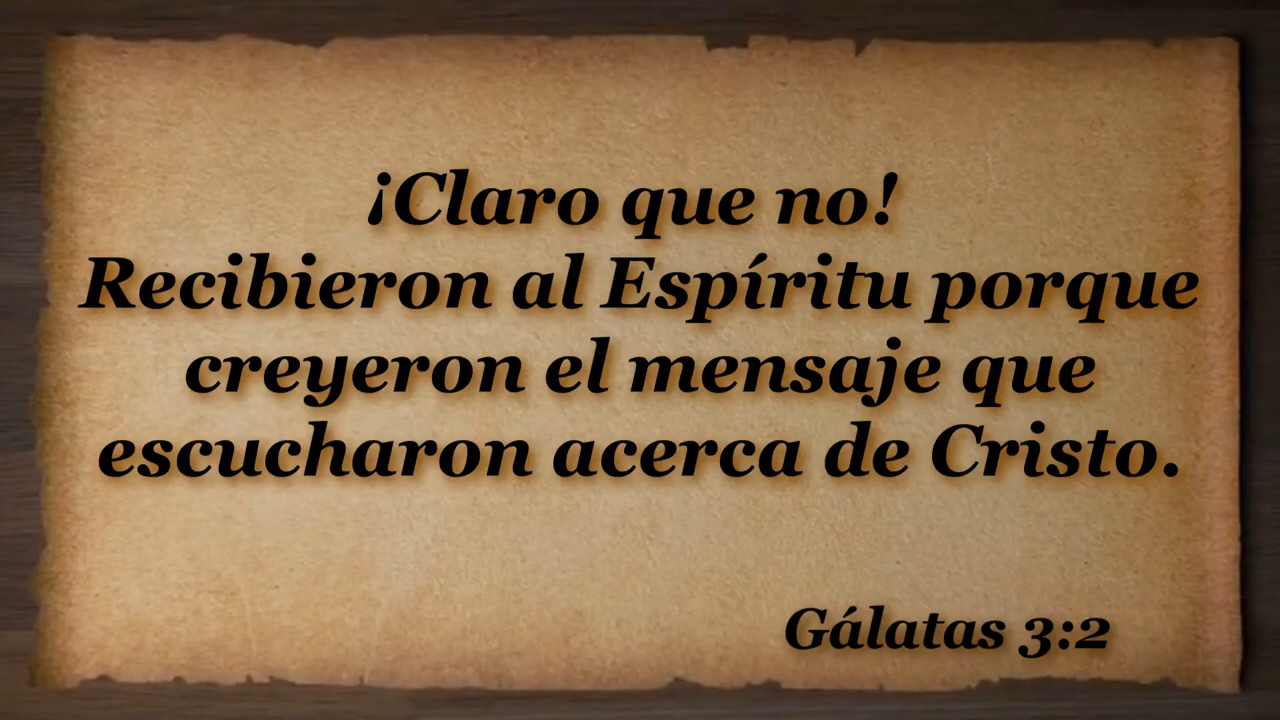 ¡Claro que no!
Recibieron al Espíritu porque
creyeron el mensaje que
escucharon acerca de Cristo.
Gálatas 3:2